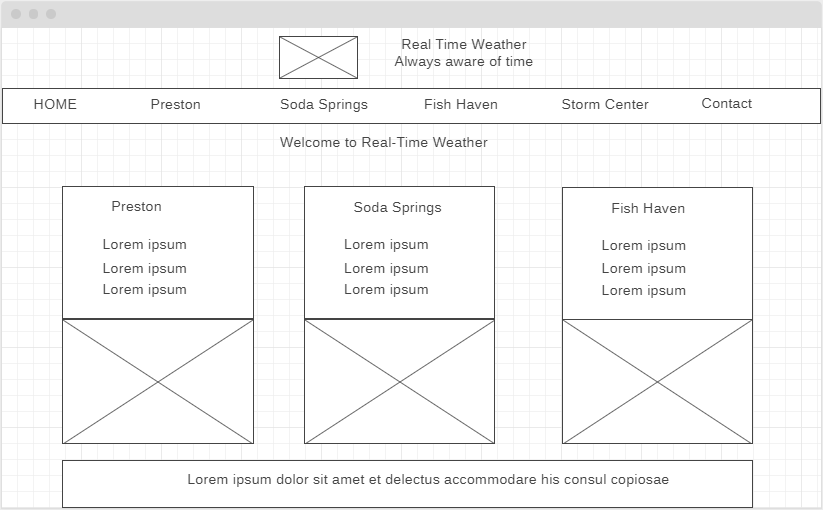 Real Time Weather
Always aware of time
HOME Preston Soda Springs Fish Haven Storm Center Contact
Welcome to Real-Time Weather
Preston
Lorem ipsum
Lorem ipsum
Lorem ipsum
Soda Springs
Lorem ipsum
Lorem ipsum
Lorem ipsum
Fish Haven
Lorem ipsum
Lorem ipsum
Lorem ipsum
Lorem ipsum dolor sit amet et delectus accommodare his consul copiosae